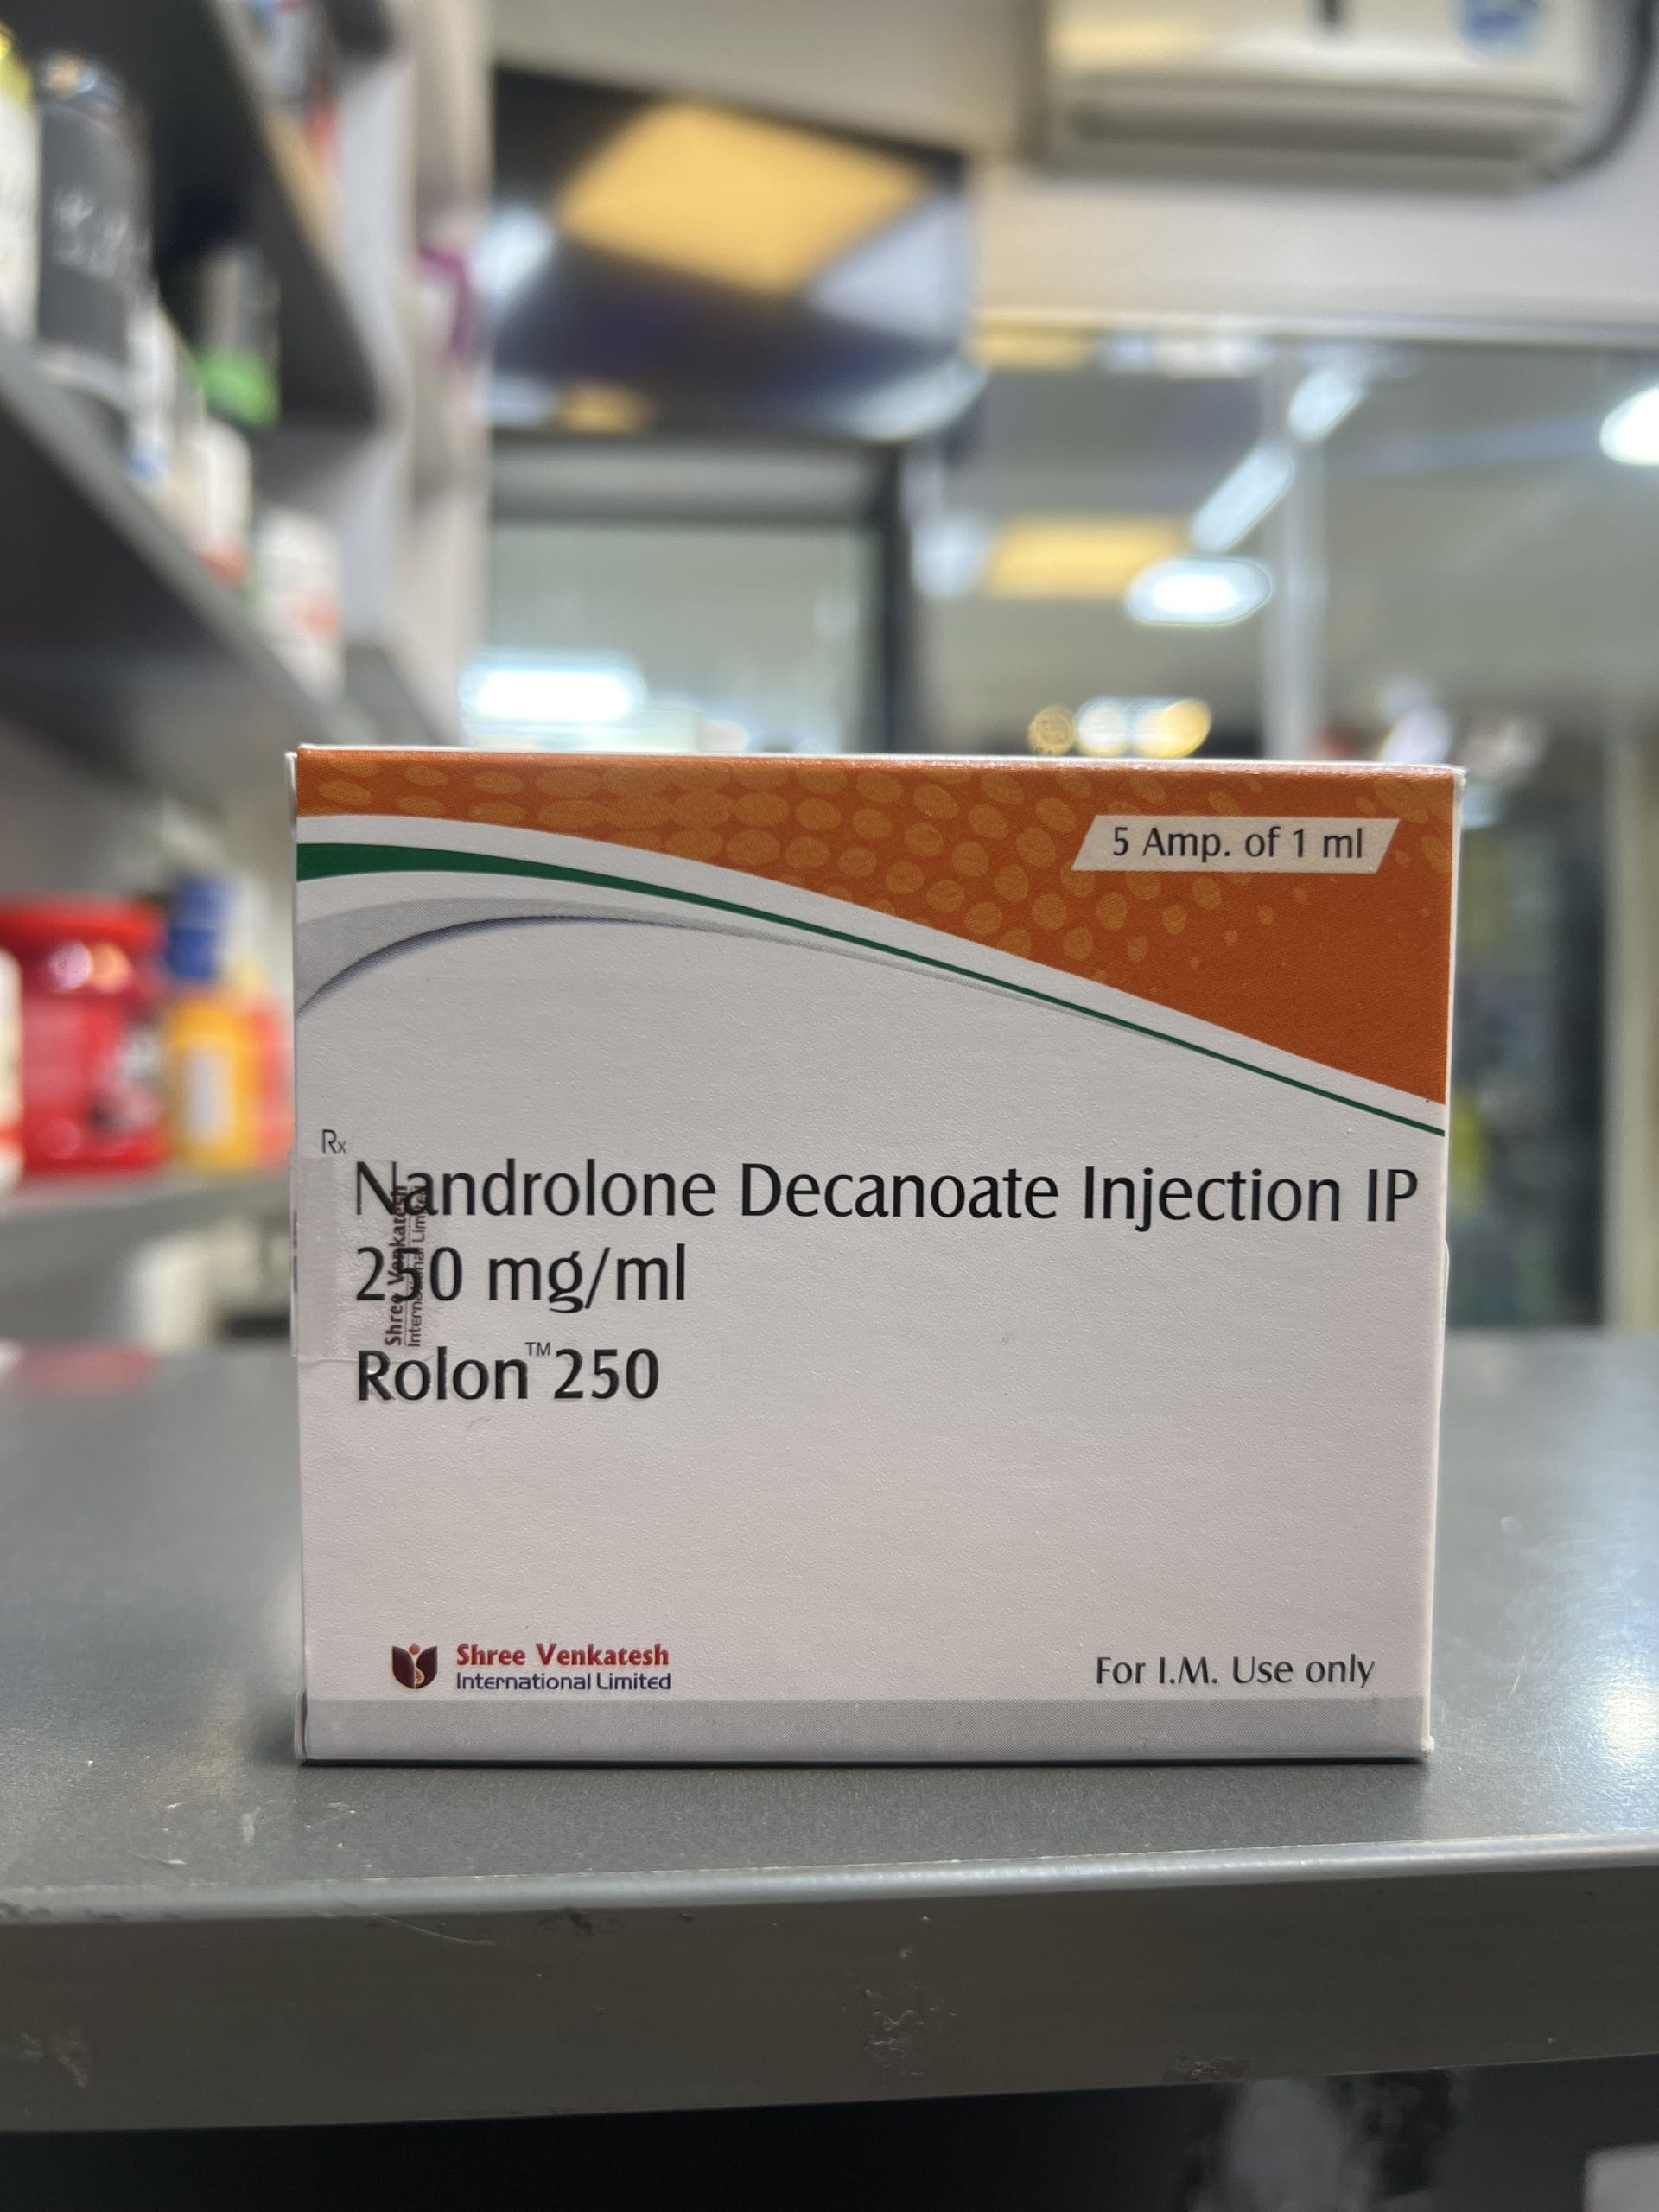 5 Amp. of 1 ml
Rx
Nandrolone Decanoate Injection IP
250 mg/ml
Rolon™ 250
Shree Venkatesh
International Limited
Shree Venkatesh
International Limited
For I.M. Use only